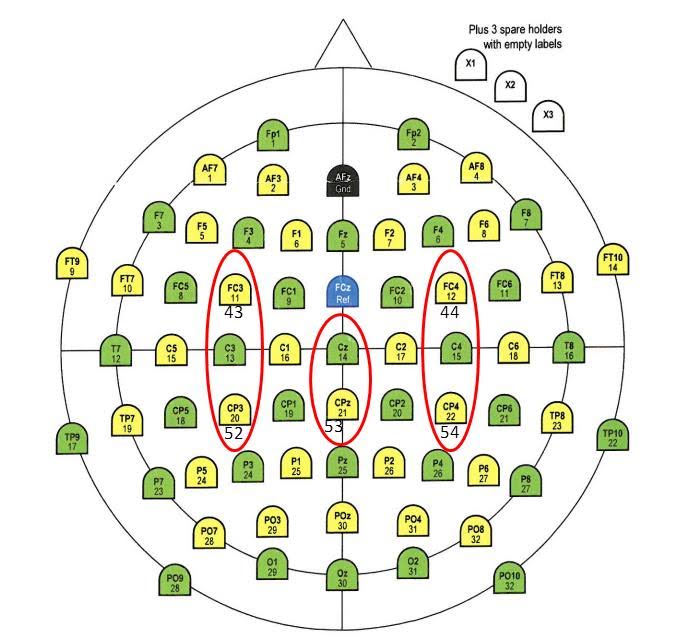 Plus 3 spare holders
with empty labels
X1
X2
X3
Fp1
1
Fp2
2
AF7
1
AF3
2
AFz
Gnd
AF4
3
AF8
4
F7
3
F5
5
F3
4
F1
6
Fz
5
F2
7
F4
6
F6
8
F8
7
FT9
9
FT7
10
FC5
8
FC3
11
43
FC1
9
FCz
Ref
FC2
10
FC4
12
44
FC6
11
FT8
13
FT10
14
T7
12
C5
15
C3
13
C1
16
Cz
14
C2
17
C4
15
C6
18
T8
16
TP9
17
TP7
19
CP5
18
CP3
20
52
CP1
19
CPz
21
53
CP2
20
CP4
22
54
CP6
21
TP8
23
TP10
22
P7
23
P5
24
P3
24
P1
25
Pz
25
P2
26
P4
26
P6
27
P8
27
PO9
28
PO7
28
PO3
29
POz
30
PO4
31
PO8
32
PO10
32
O1
29
Oz
30
O2
31